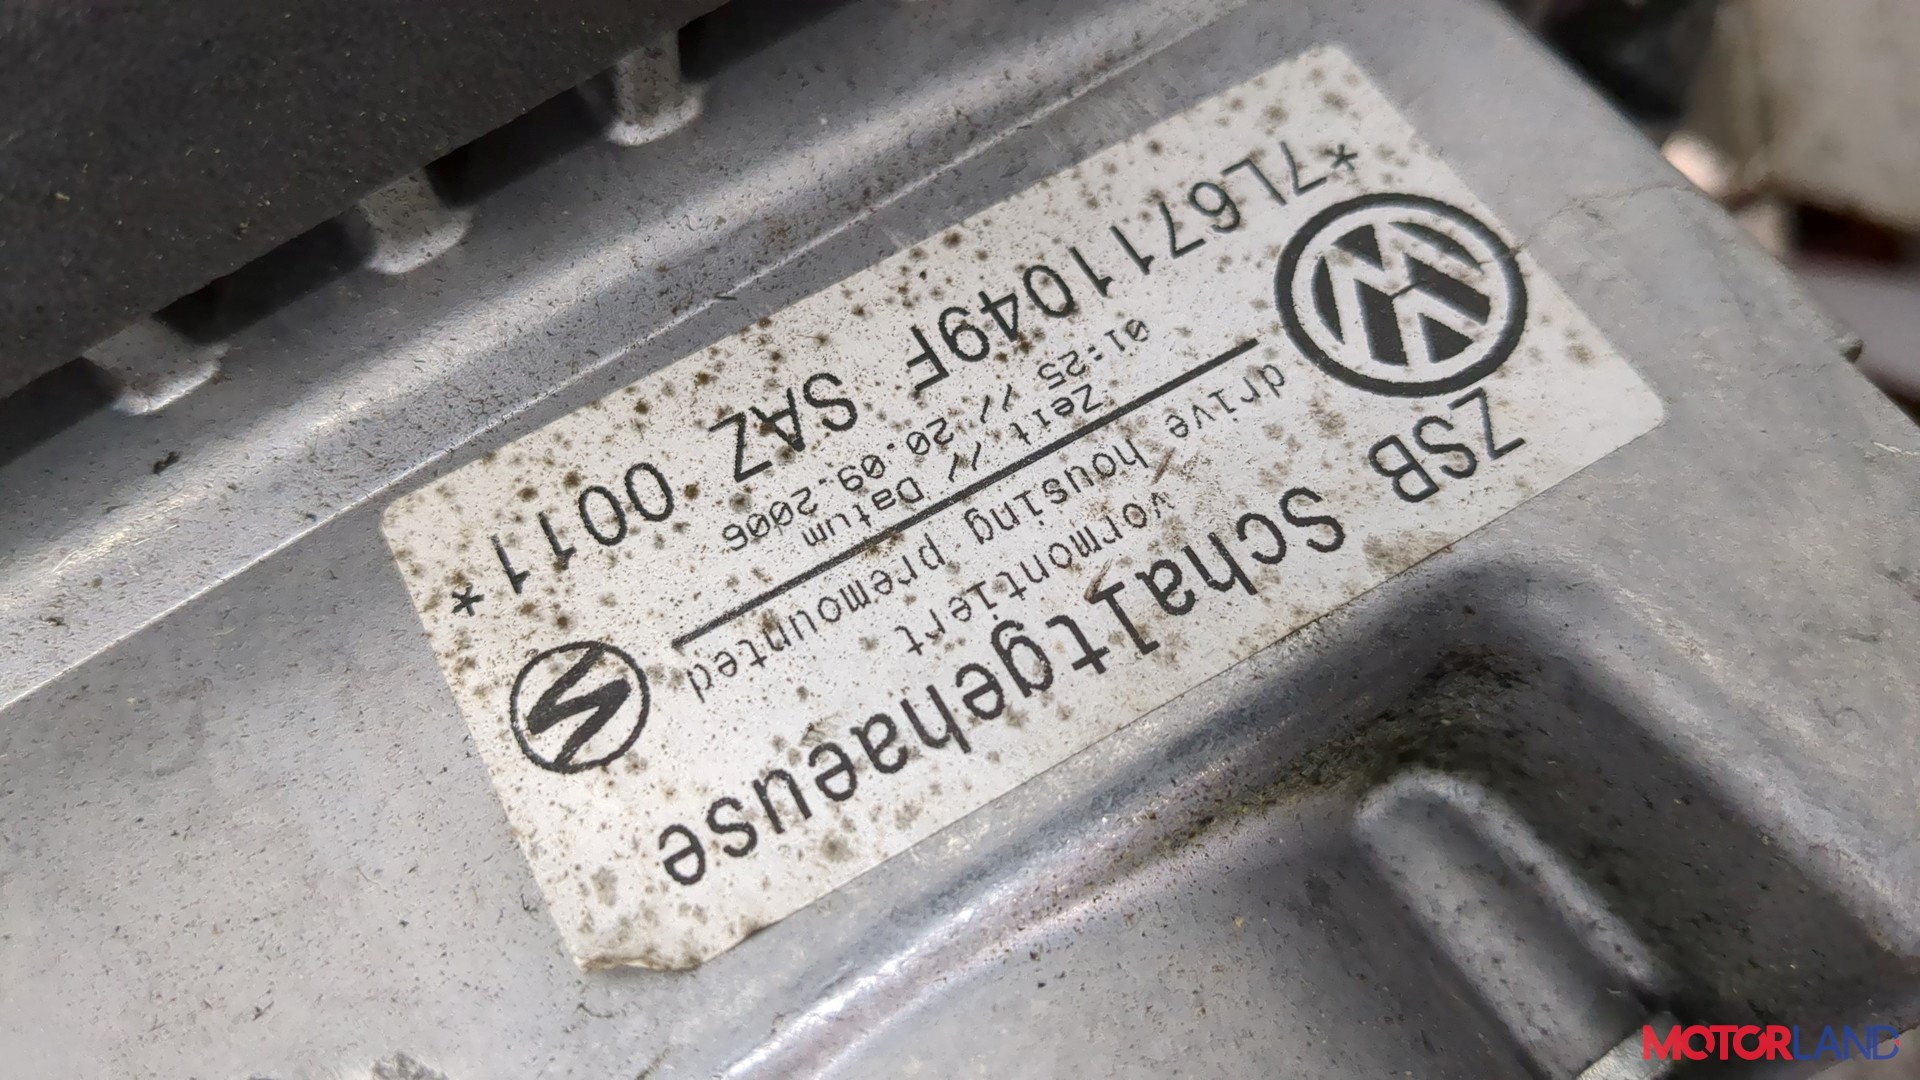 ZSB Schaltgehaeuse
vormontiert
drive housing premounted
Zeit // Datum
01:25 // 20.09.2006
*7L6711049F SAZ 0011*
MOTORLAND